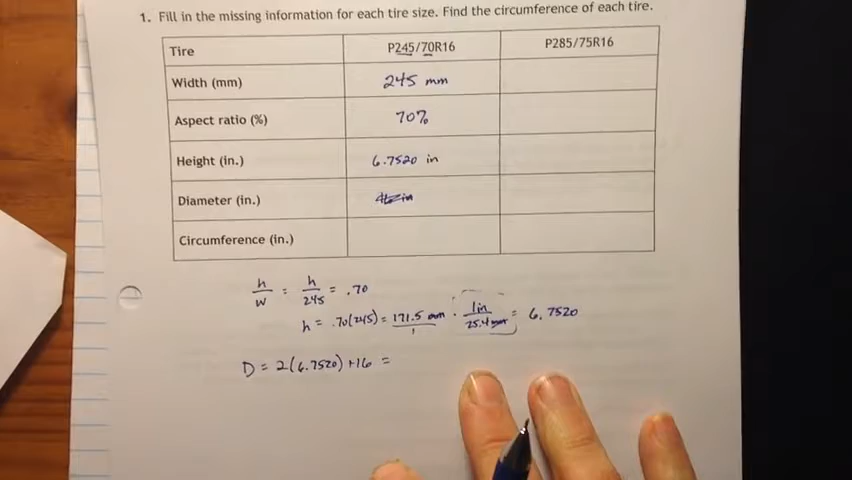 1. Fill in the missing information for each tire size. Find the circumference of each tire.
Tire P245/70R16 P285/75R16
Width (mm) 245 mm
Aspect ratio (%) 70%
Height (in.) 6.7520 in
Diameter (in.)
Circumference (in.)
h/w = h/245 = .70
h = .70(245) = 171.5 mm/1 · 1in/25.4mm = 6.7520
D = 2(6.7520) + 16 =